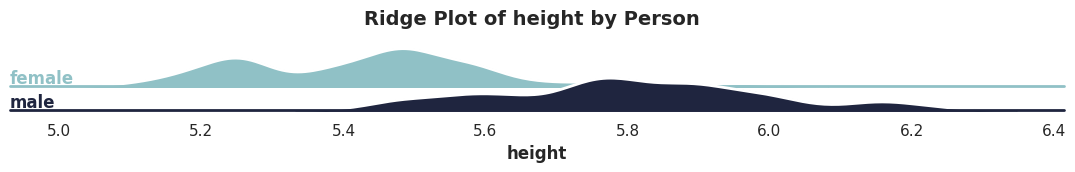 Ridge Plot of height by Person
female
male
5.0 5.2 5.4 5.6 5.8 6.0 6.2 6.4
height